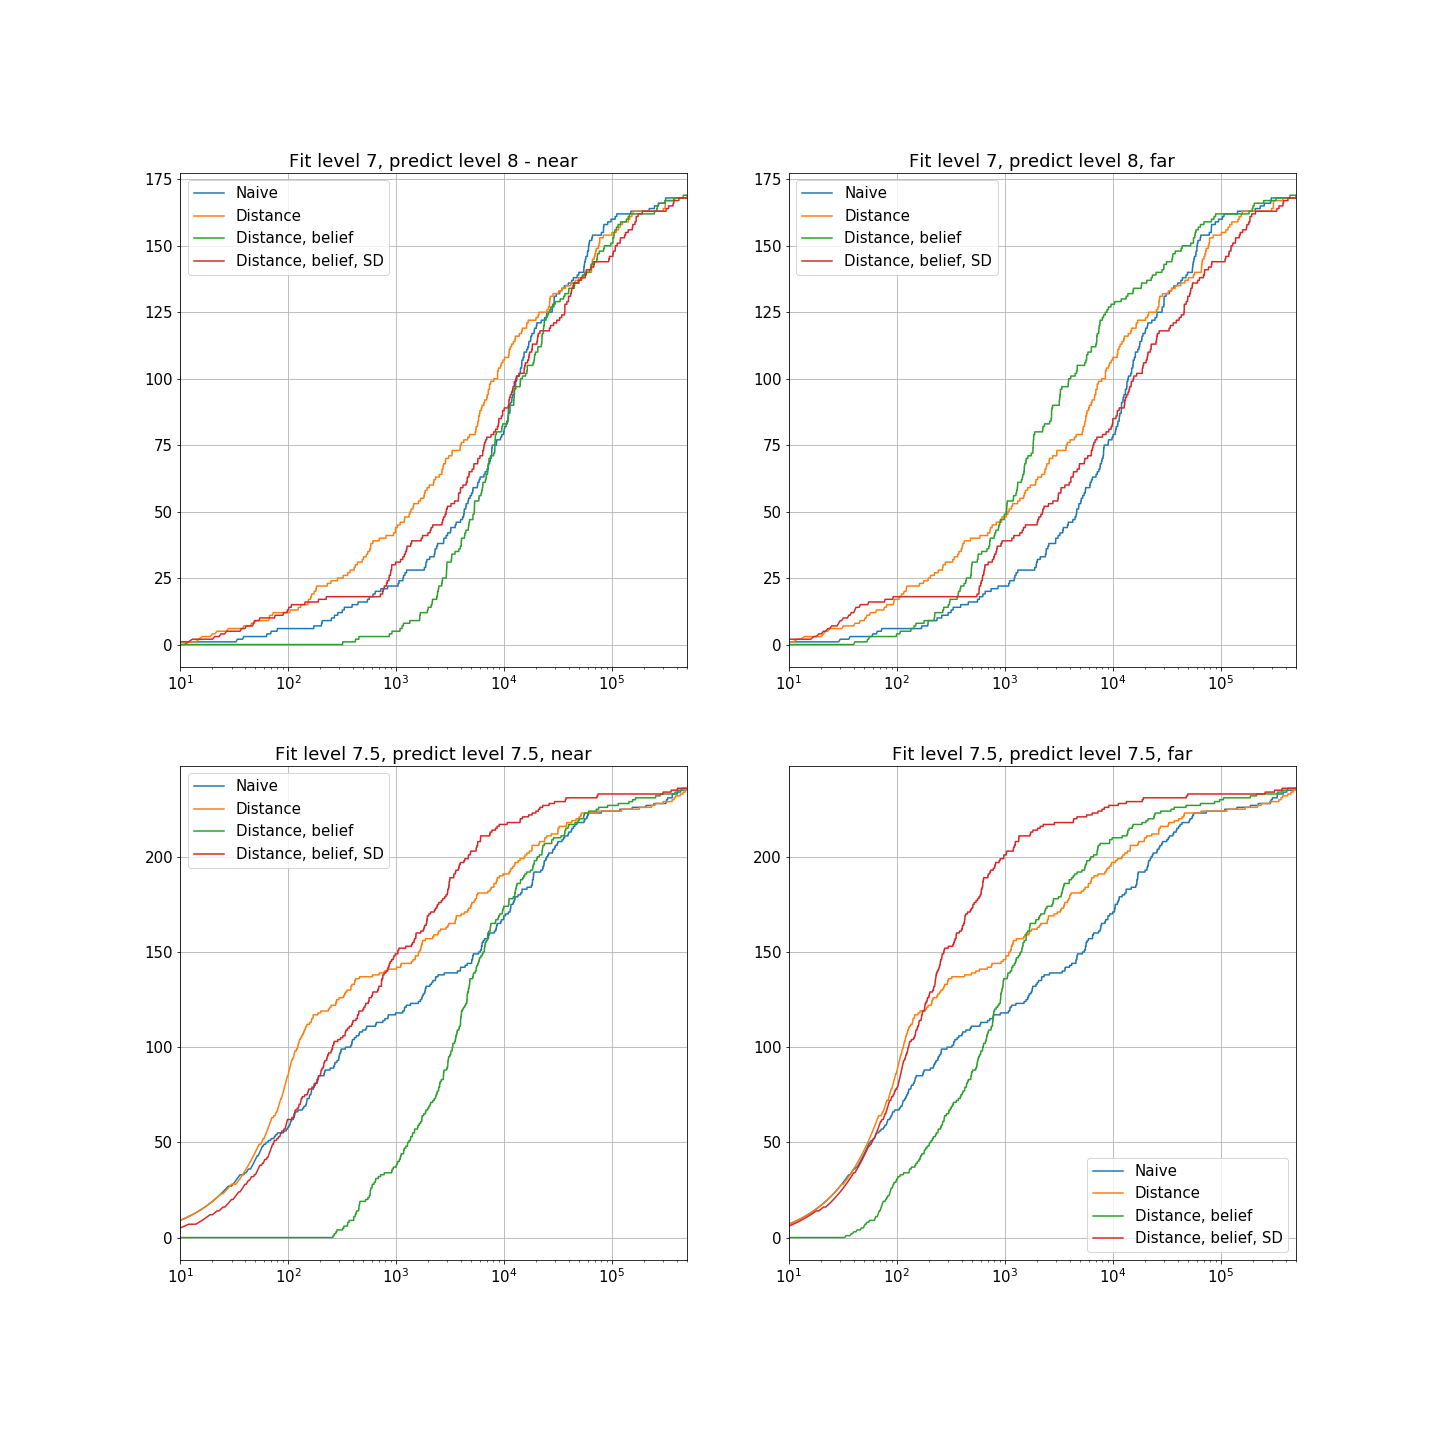 Fit level 7, predict level 8 - near
175
150
125
100
75
50
25
0
Naive
Distance
Distance, belief
Distance, belief, SD
10^1 10^2 10^3 10^4 10^5
Fit level 7, predict level 8, far
175
150
125
100
75
50
25
0
Naive
Distance
Distance, belief
Distance, belief, SD
10^1 10^2 10^3 10^4 10^5
Fit level 7.5, predict level 7.5, near
200
150
100
50
0
Naive
Distance
Distance, belief
Distance, belief, SD
10^1 10^2 10^3 10^4 10^5
Fit level 7.5, predict level 7.5, far
200
150
100
50
0
Naive
Distance
Distance, belief
Distance, belief, SD
10^1 10^2 10^3 10^4 10^5